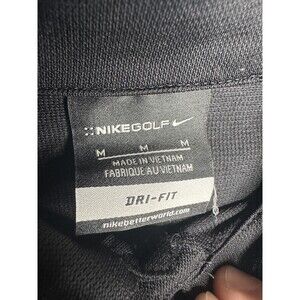 NIKEGOLF
M M M
MADE IN VIETNAM
FABRIQUÉ AU VIETNAM
DRI-FIT
nikebetterworld.com